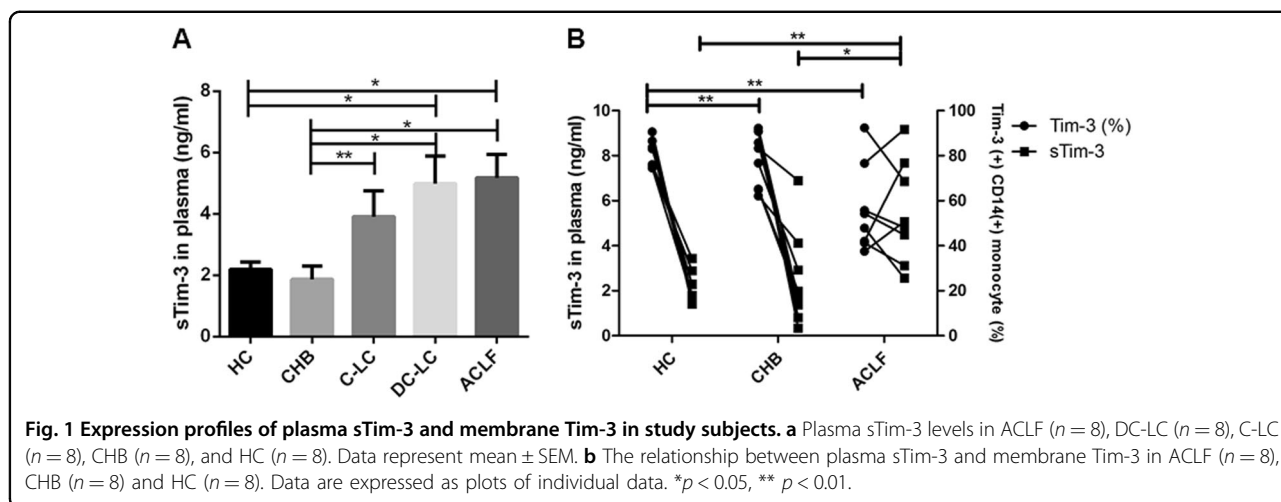 A
sTim-3 in plasma (ng/ml)
8
6
4
2
0
*
*
*
*
**
HC
CHB
C-LC
DC-LC
ACLF
B
**
*
**
**
sTim-3 in plasma (ng/ml)
10
8
6
4
2
0
100
80
60
40
20
0
Tim-3 (+) CD14(+) monocyte
(%)
HC
CHB
ACLF
Tim-3 (%)
sTim-3
Fig. 1 Expression profiles of plasma sTim-3 and membrane Tim-3 in study subjects. a Plasma sTim-3 levels in ACLF (n = 8), DC-LC (n = 8), C-LC
(n = 8), CHB (n = 8), and HC (n = 8). Data represent mean ± SEM. b The relationship between plasma sTim-3 and membrane Tim-3 in ACLF (n = 8),
CHB (n = 8) and HC (n = 8). Data are expressed as plots of individual data. *p < 0.05, ** p < 0.01.